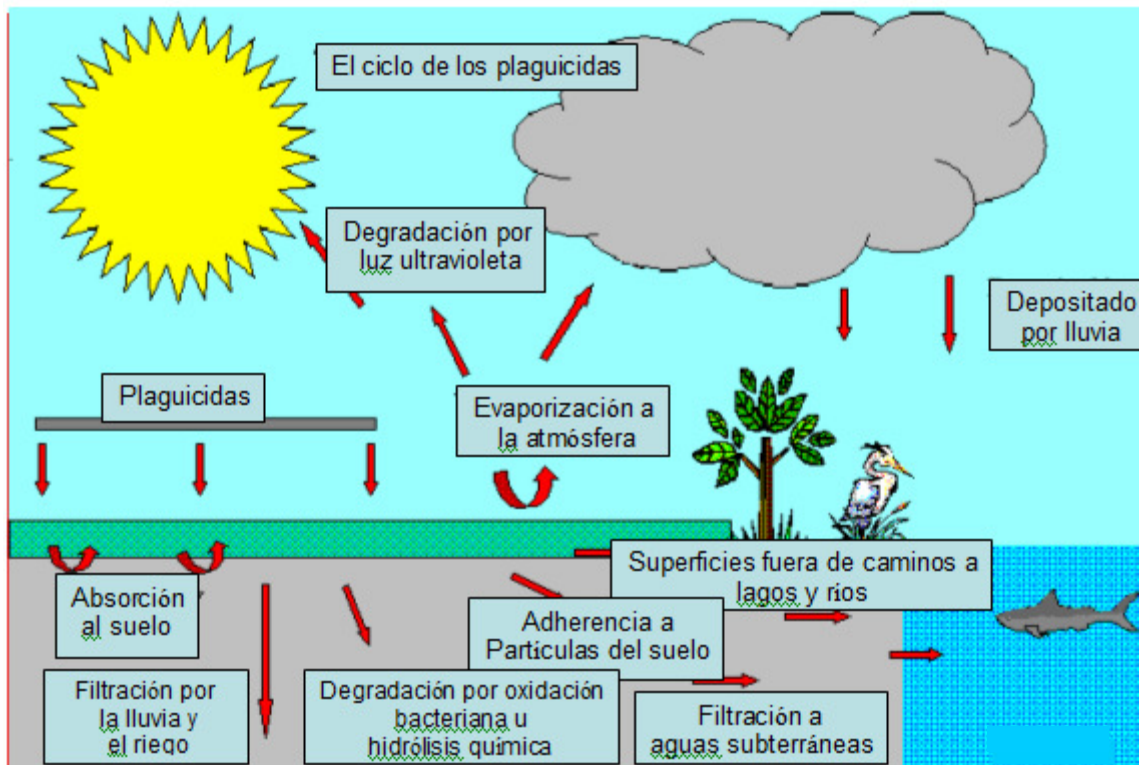 El ciclo de los plaguicidas
Degradación por
luz ultravioleta
Depositado
por lluvia
Plaguicidas
Evaporización a
la atmósfera
Superficies fuera de caminos a
lagos y ríos
Absorción
al suelo
Adherencia a
Partículas del suelo
Filtración por
la lluvia y
el riego
Degradación por oxidación
bacteriana u
hidrólisis química
Filtración a
aguas subterráneas